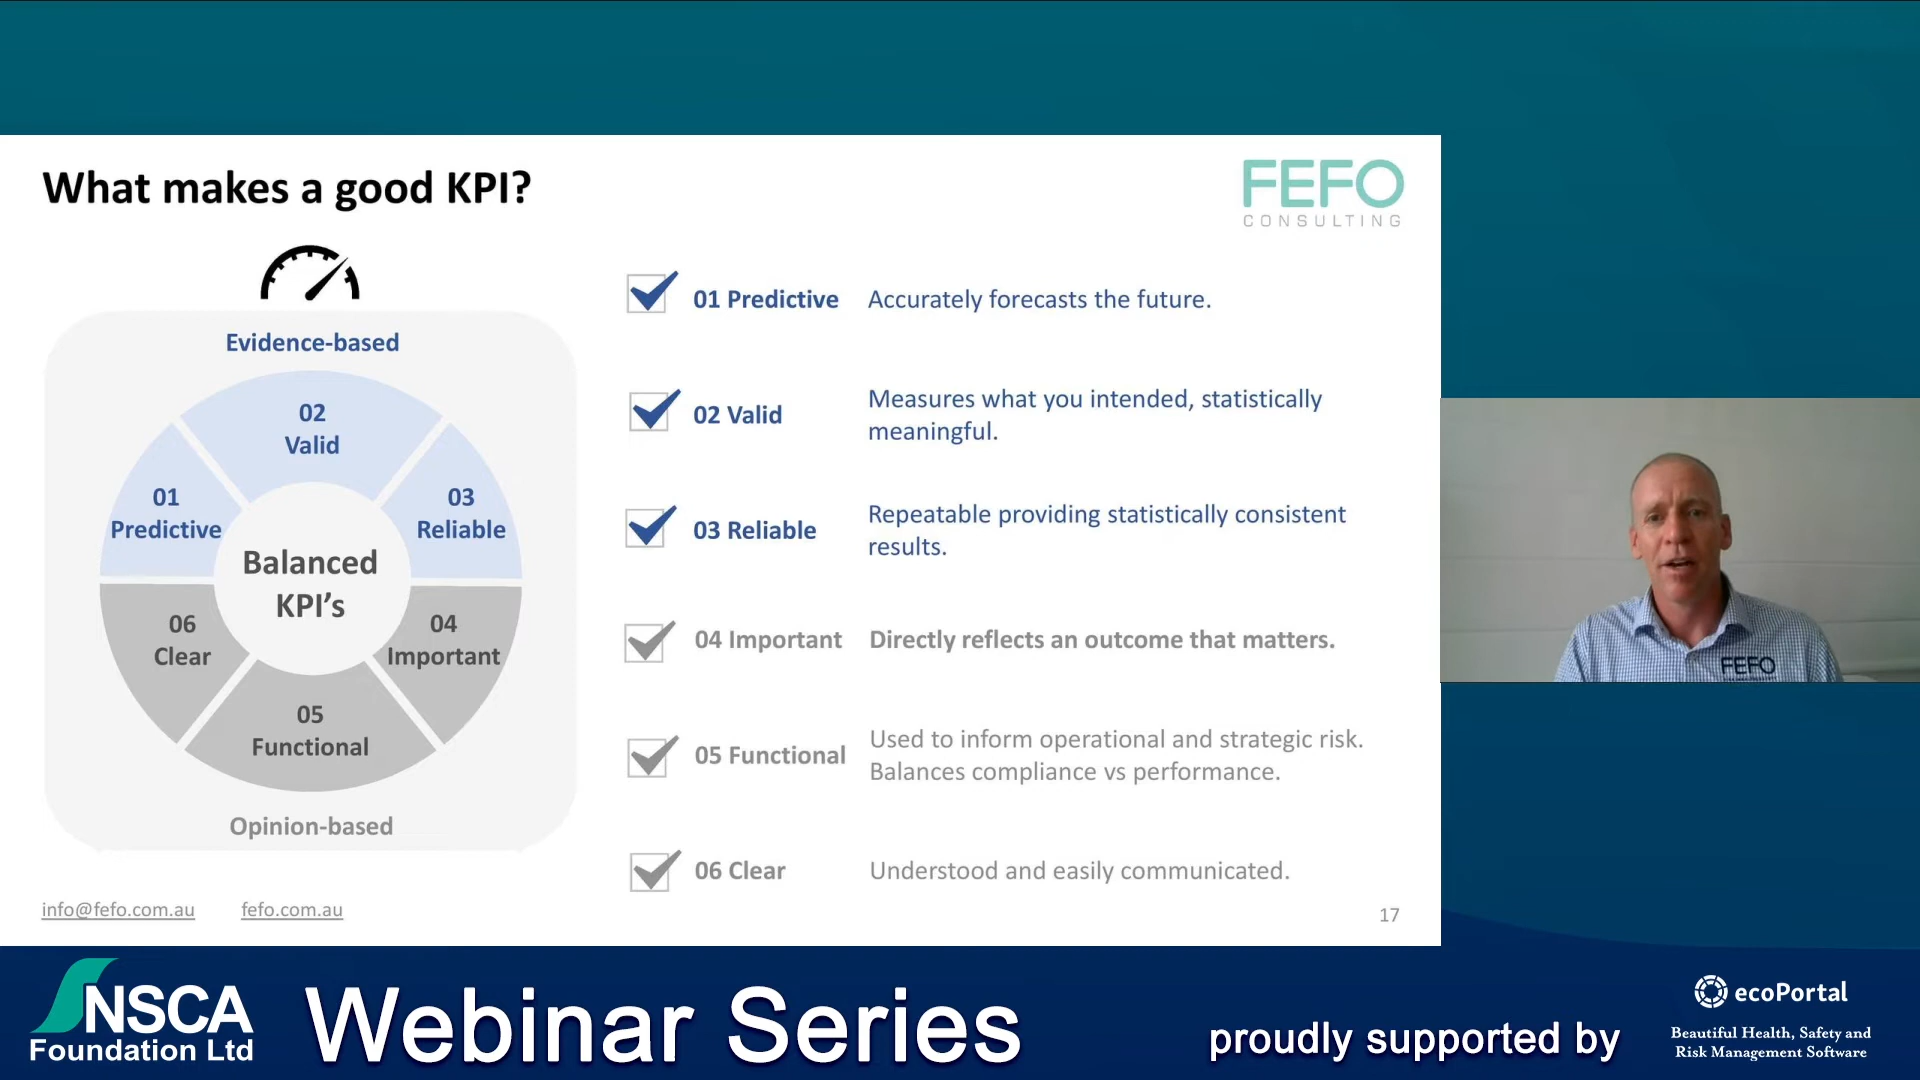 What makes a good KPI?
FEFO
CONSULTING
Evidence-based
02
Valid
01
Predictive
03
Reliable
Balanced
KPI's
06
Clear
04
Important
05
Functional
Opinion-based
01 Predictive Accurately forecasts the future.
02 Valid Measures what you intended, statistically
meaningful.
03 Reliable Repeatable providing statistically consistent
results.
04 Important Directly reflects an outcome that matters.
05 Functional Used to inform operational and strategic risk.
Balances compliance vs performance.
06 Clear Understood and easily communicated.
info@fefo.com.au fefo.com.au
17
FEFO
NSCA
Foundation Ltd
Webinar Series
proudly supported by
ecoPortal
Beautiful Health, Safety and
Risk Management Software